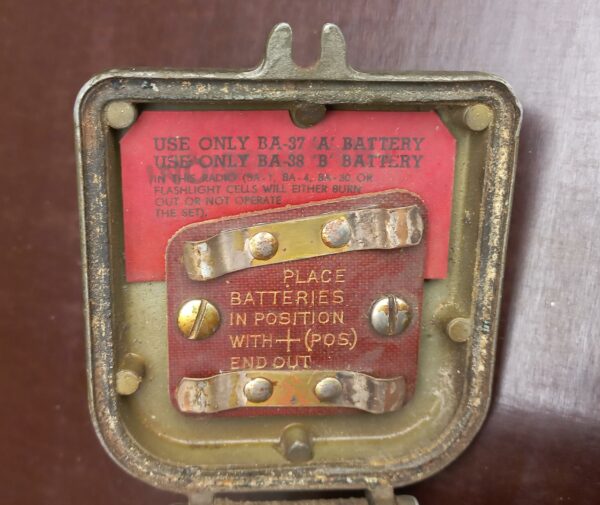 USE ONLY BA-37 'A' BATTERY
USE ONLY BA-38 'B' BATTERY
(IN THIS RADIO (BA-1, BA-4, BA-30 OR
FLASHLIGHT CELLS WILL EITHER BURN
OUT OR NOT OPERATE
THE SET).
PLACE
BATTERIES
IN POSITION
WITH + (POS.)
END OUT